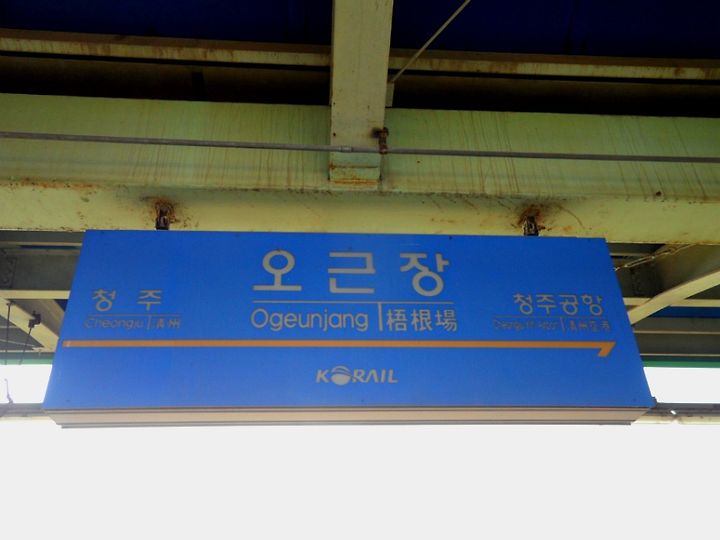 오근장
Ogeunjang 梧根場
청주
Cheongju 淸州
청주공항
KORAIL